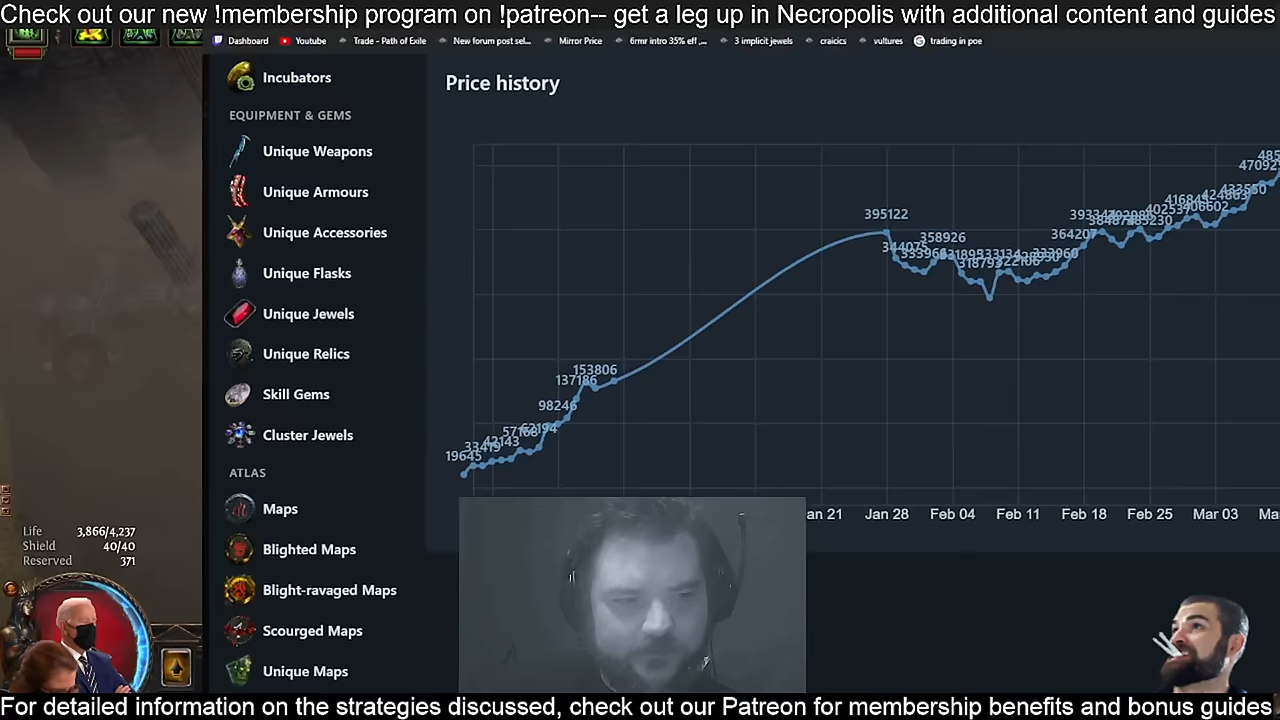 Check out our new !membership program on !patreon-- get a leg up in Necropolis with additional content and guides
Dashboard Youtube Trade - Path of Exile New forum post sel... Mirror Price 6rmr intro 35% eff ,... 3 implicit jewels craicics vultures trading in poe
Incubators
Price history
EQUIPMENT & GEMS
Unique Weapons
Unique Armours
Unique Accessories
Unique Flasks
Unique Jewels
Unique Relics
Skill Gems
Cluster Jewels
ATLAS
Maps
Blighted Maps
Blight-ravaged Maps
Scourged Maps
Unique Maps
19645
33419
42143
98246
137186
153806
395122
344075
358926
364207
Jan 28 Feb 04 Feb 11 Feb 18 Feb 25 Mar 03
Life 3,866/4,237
Shield 40/40
Reserved 371
For detailed information on the strategies discussed, check out our Patreon for membership benefits and bonus guides